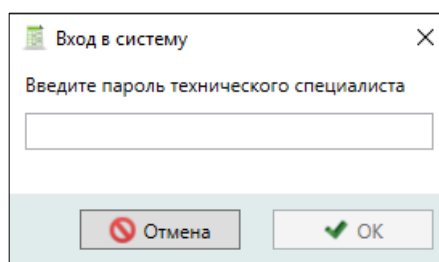 Вход в систему
Введите пароль технического специалиста
Отмена
OK